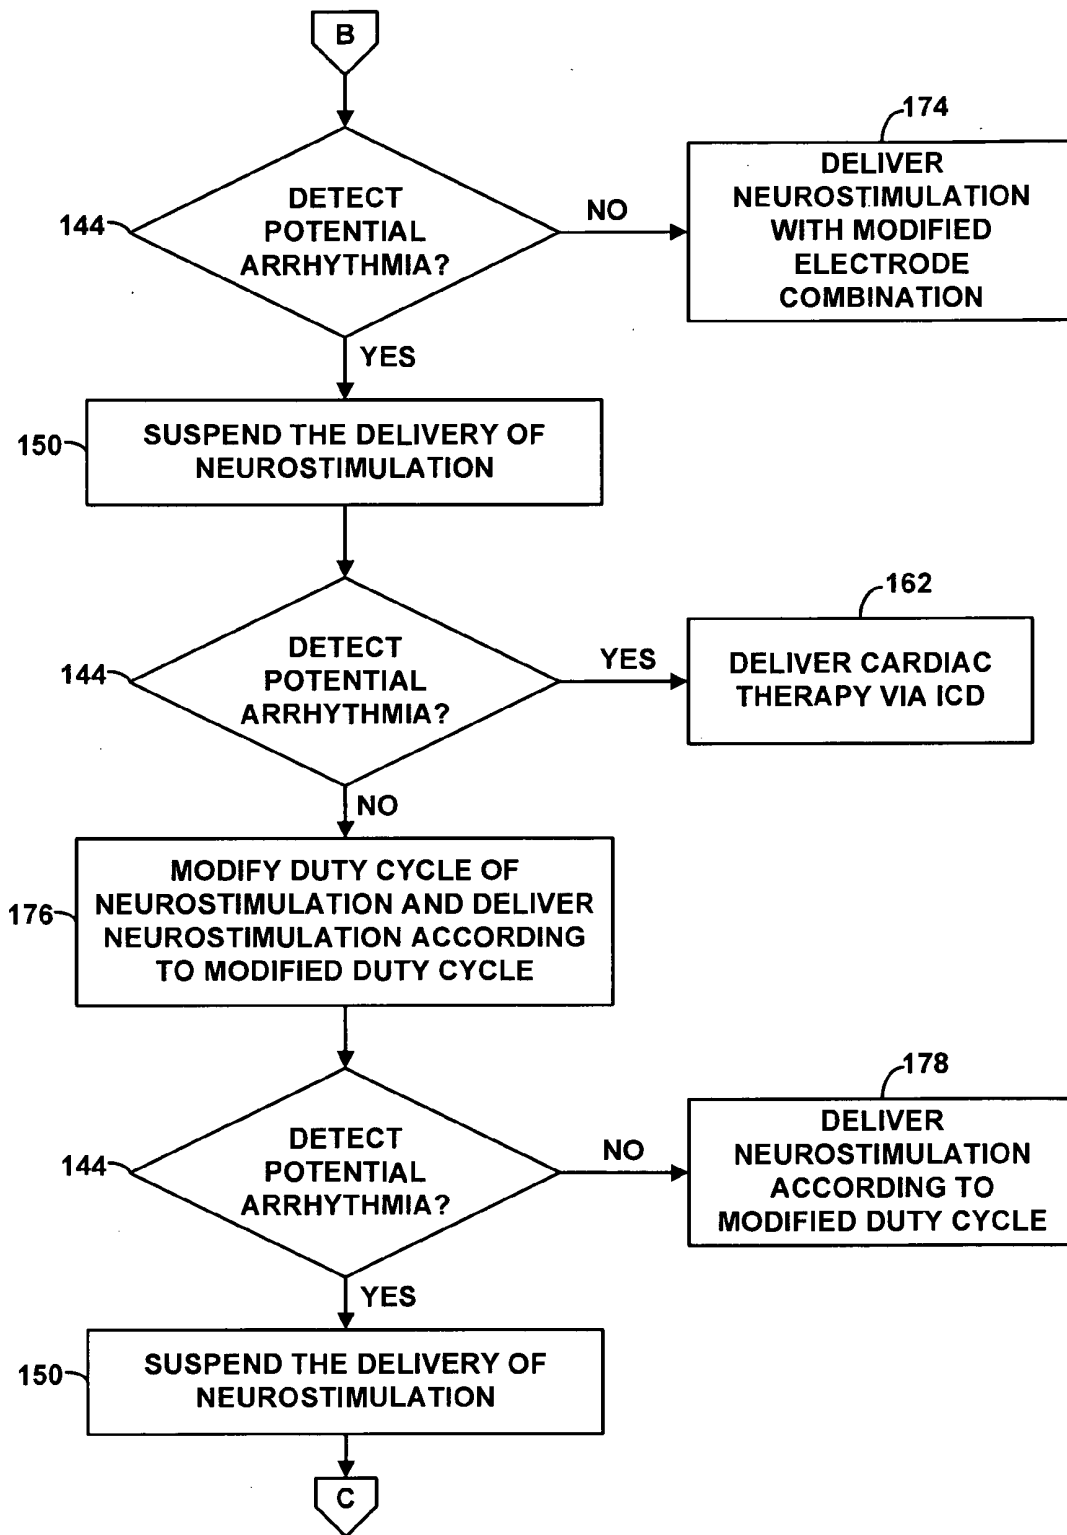 B
174
DELIVER
NEUROSTIMULATION
WITH MODIFIED
ELECTRODE
COMBINATION
144
DETECT
POTENTIAL
ARRHYTHMIA?
NO
YES
150
SUSPEND THE DELIVERY OF
NEUROSTIMULATION
162
144
DETECT
POTENTIAL
ARRHYTHMIA?
YES
DELIVER CARDIAC
THERAPY VIA ICD
NO
176
MODIFY DUTY CYCLE OF
NEUROSTIMULATION AND DELIVER
NEUROSTIMULATION ACCORDING
TO MODIFIED DUTY CYCLE
178
144
DETECT
POTENTIAL
ARRHYTHMIA?
NO
DELIVER
NEUROSTIMULATION
ACCORDING TO
MODIFIED DUTY CYCLE
YES
150
SUSPEND THE DELIVERY OF
NEUROSTIMULATION
C